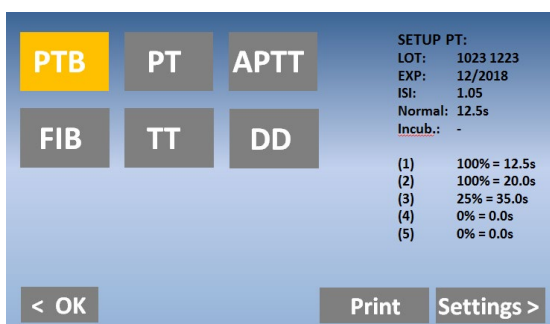 PTB PT APTT
FIB TT DD
SETUP PT:
LOT: 1023 1223
EXP: 12/2018
ISI: 1.05
Normal: 12.5s
Incub.: -
(1) 100% = 12.5s
(2) 100% = 20.0s
(3) 25% = 35.0s
(4) 0% = 0.0s
(5) 0% = 0.0s
< OK Print Settings >